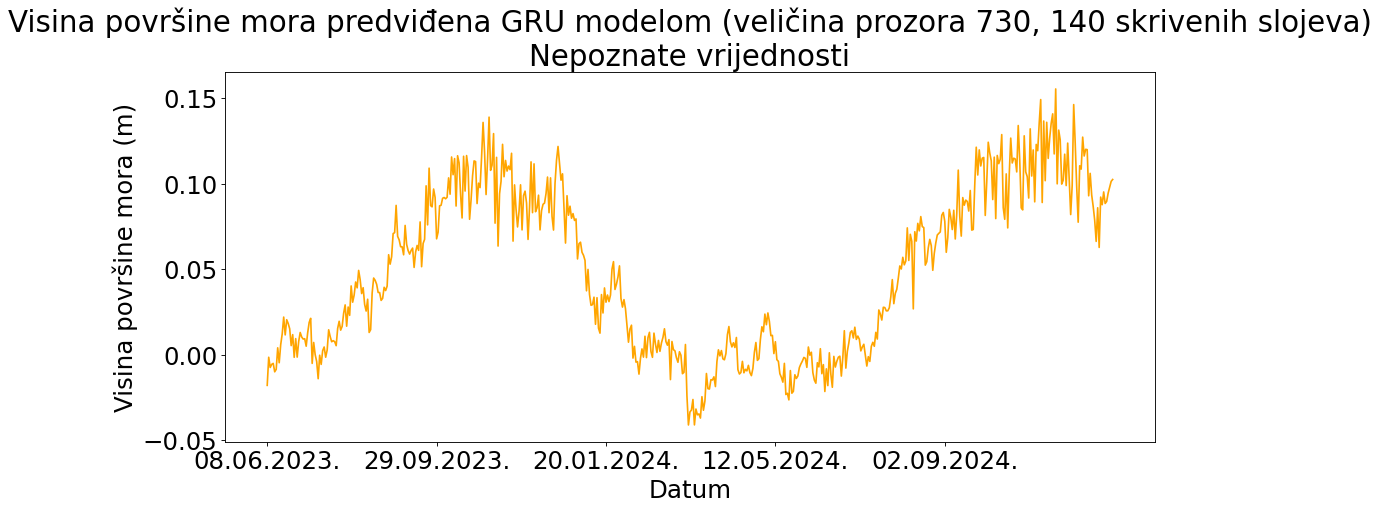 Visina površine mora predviđena GRU modelom (veličina prozora 730, 140 skrivenih slojeva)
Nepoznate vrijednosti
Visina površine mora (m)
0.15
0.10
0.05
0.00
−0.05
08.06.2023.
29.09.2023.
20.01.2024.
12.05.2024.
02.09.2024.
Datum